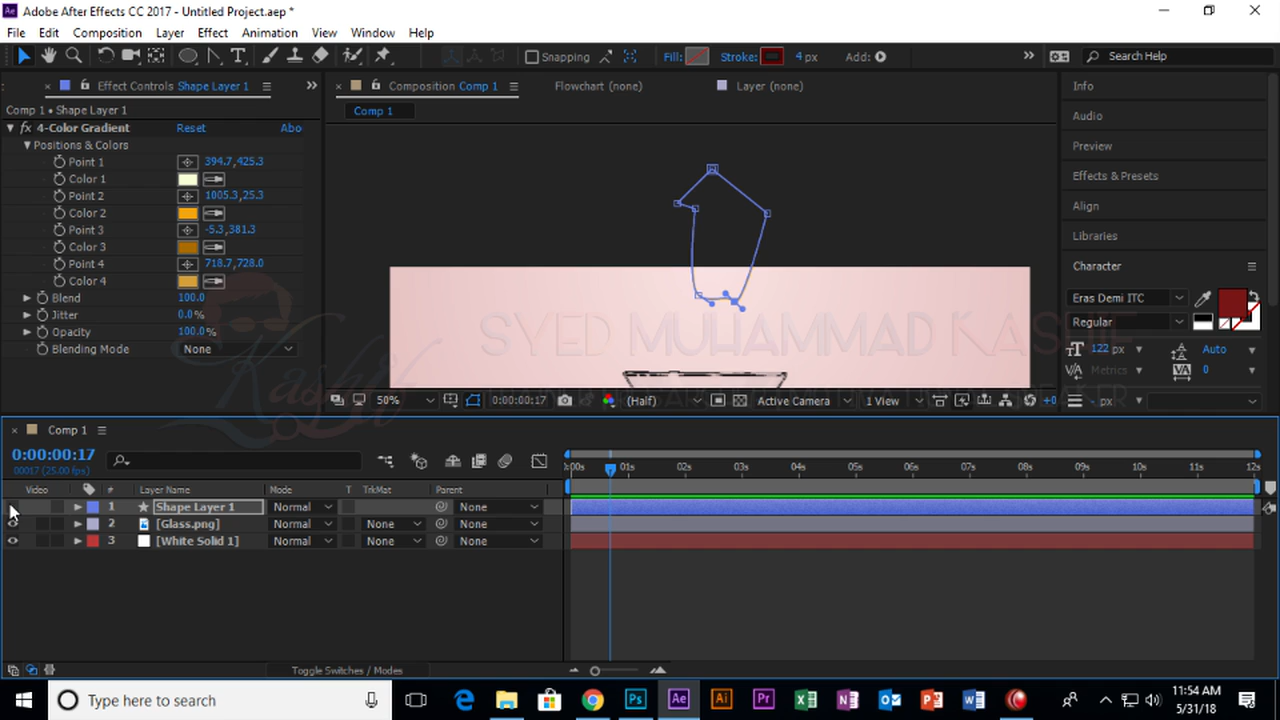 Adobe After Effects CC 2017 - Untitled Project.aep *
File Edit Composition Layer Effect Animation View Window Help
Snapping Fill: Stroke: 4 px Add: Search Help
Effect Controls Shape Layer 1
Composition Comp 1 Flowchart (none) Layer (none)
Comp 1 • Shape Layer 1
Comp 1
fx 4-Color Gradient Reset Abo
Positions & Colors
Point 1 394.7,425.3
Color 1
Point 2 1005.3,25.3
Color 2
Point 3 -5.3,381.3
Color 3
Point 4 718.7,728.0
Color 4
Blend 100.0
Jitter 0.0%
Opacity 100.0%
Blending Mode None
Kashif
SYED MUHAMMAD KASHIF
50% 0:00:00:17 (Half) Active Camera 1 View +0
Info
Audio
Preview
Effects & Presets
Align
Libraries
Character
Eras Demi ITC
Regular
122 px Auto
Metrics 0
- px
Comp 1
0:00:00:17
00017 (25.00 fps)
:00s 01s 02s 03s 04s 05s 06s 07s 08s 09s 10s 11s 12s
Video # Layer Name Mode T TrkMat Parent
1 Shape Layer 1 Normal None
2 [Glass.png] Normal None None
3 [White Solid 1] Normal None None
Toggle Switches / Modes
Type here to search
Ps Ae Ai Pr
11:54 AM
5/31/18